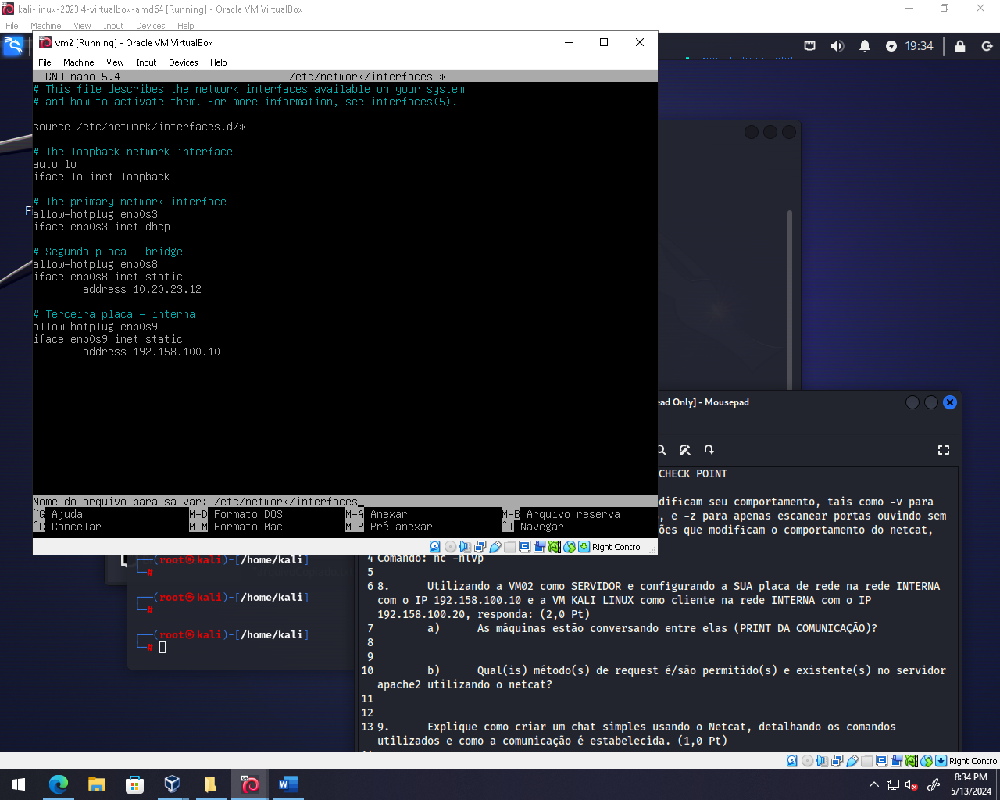 kali-linux-2023.4-virtualbox-amd64 [Running] - Oracle VM VirtualBox
File Machine View Input Devices Help
19:34
vm2 [Running] - Oracle VM VirtualBox
File Machine View Input Devices Help
GNU nano 5.4 /etc/network/interfaces *
# This file describes the network interfaces available on your system
# and how to activate them. For more information, see interfaces(5).
source /etc/network/interfaces.d/*
# The loopback network interface
auto lo
iface lo inet loopback
# The primary network interface
allow-hotplug enp0s3
iface enp0s3 inet dhcp
# Segunda placa - bridge
allow-hotplug enp0s8
iface enp0s8 inet static
address 10.20.23.12
# Terceira placa - interna
allow-hotplug enp0s9
iface enp0s9 inet static
address 192.158.100.10
Nome do arquivo para salvar: /etc/network/interfaces
^G Ajuda M-D Formato DOS M-A Anexar M-B Arquivo reserva
^C Cancelar M-M Formato Mac M-P Pré-anexar ^T Navegar
Right Control
F
ead Only] - Mousepad
CHECK POINT
dificam seu comportamento, tais como -v para
, e -z para apenas escanear portas ouvindo sem
ões que modificam o comportamento do netcat,
4 Comando: nc -nlvp
5
6 8. Utilizando a VM02 como SERVIDOR e configurando a SUA placa de rede na rede INTERNA
com o IP 192.158.100.10 e a VM KALI LINUX como cliente na rede INTERNA com o IP
192.158.100.20, responda: (2,0 Pt)
7 a) As máquinas estão conversando entre elas (PRINT DA COMUNICAÇÃO)?
8
9
10 b) Qual(is) método(s) de request é/são permitido(s) e existente(s) no servidor
apache2 utilizando o netcat?
11
12
13 9. Explique como criar um chat simples usando o Netcat, detalhando os comandos
utilizados e como a comunicação é estabelecida. (1,0 Pt)
(root㉿kali)-[/home/kali]
#
(root㉿kali)-[/home/kali]
#
(root㉿kali)-[/home/kali]
#
Right Control
8:34 PM
5/13/2024